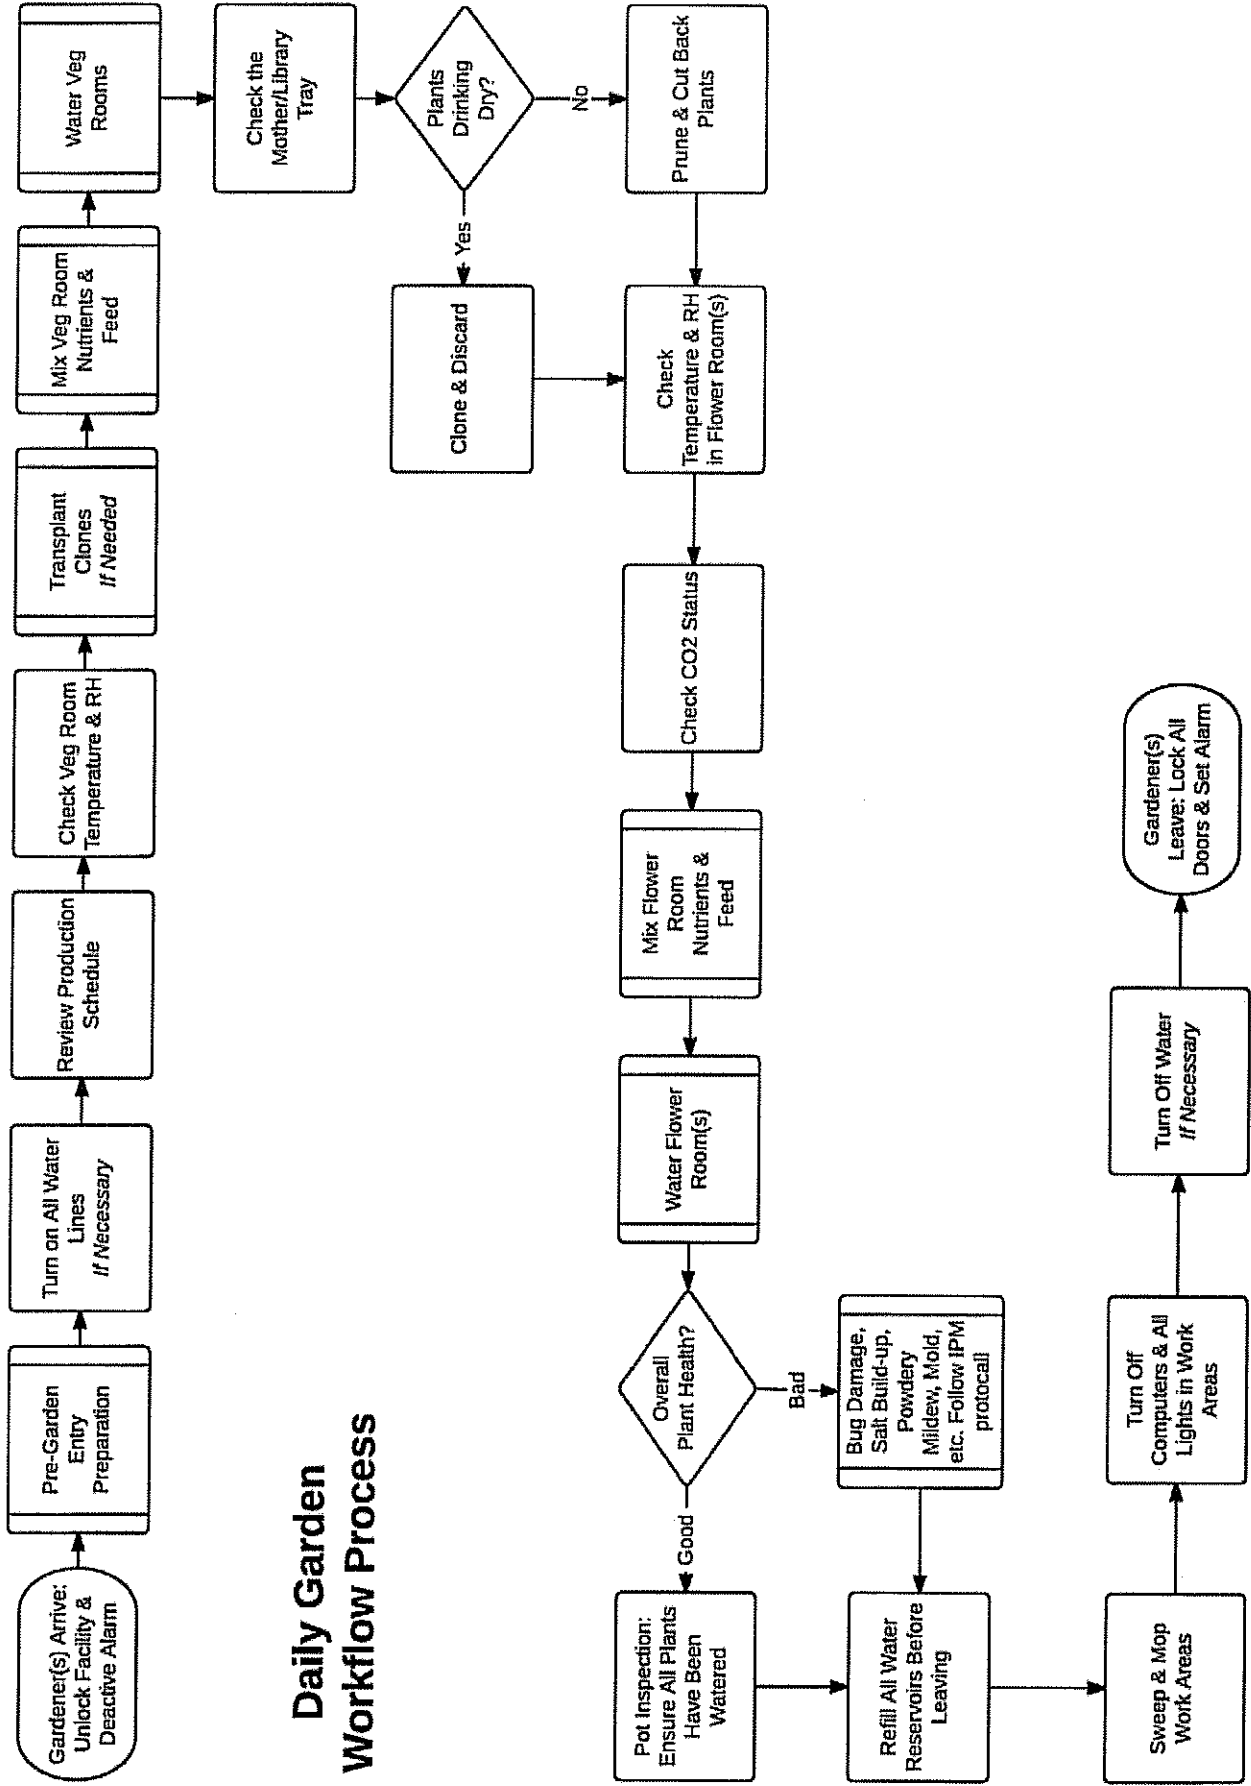 Daily Garden
Workflow Process
Gardener(s) Arrive:
Unlock Facility &
Deactive Alarm
Pre-Garden
Entry
Preparation
Turn on All Water
Lines
If Necessary
Review Production
Schedule
Check Veg Room
Temperature & RH
Transplant
Clones
If Needed
Mix Veg Room
Nutrients &
Feed
Water Veg
Rooms
Check the
Mother/Library
Tray
Plants
Drinking
Dry?
Yes
No
Clone & Discard
Prune & Cut Back
Plants
Check
Temperature & RH
in Flower Room(s)
Check CO2 Status
Mix Flower
Room
Nutrients &
Feed
Water Flower
Room(s)
Overall
Plant Health?
Good
Bad
Pot Inspection:
Ensure All Plants
Have Been
Watered
Bug Damage,
Salt Build-up,
Powdery
Mildew, Mold,
etc. Follow IPM
protocall
Refill All Water
Reservoirs Before
Leaving
Sweep & Mop
Work Areas
Turn Off
Computers & All
Lights in Work
Areas
Turn Off Water
If Necessary
Gardener(s)
Leave: Lock All
Doors & Set Alarm